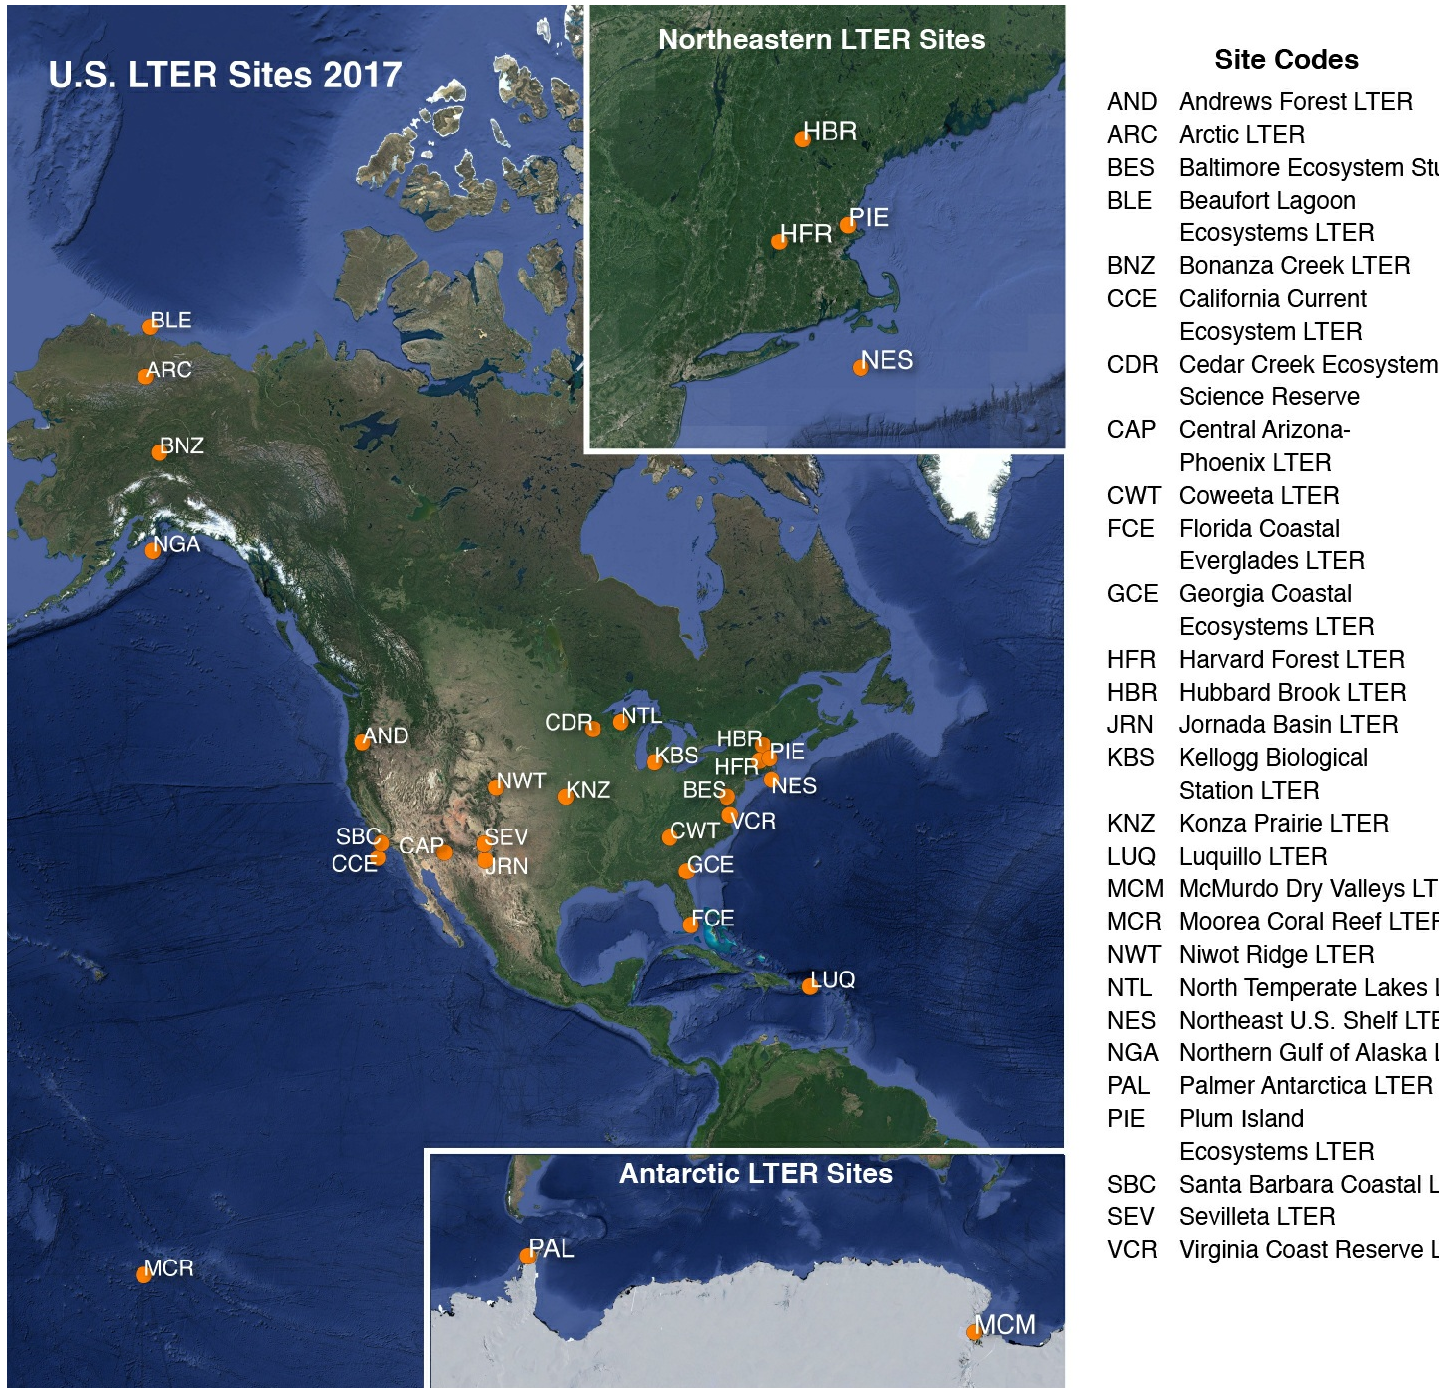 U.S. LTER Sites 2017
Northeastern LTER Sites
HBR
PIE
HFR
NES
BLE
ARC
BNZ
NGA
AND
CDR
NTL
KBS
HBR
PIE
HFR
NES
NWT
KNZ
BES
VCR
SBC
CAP
SEV
CWT
CCE
JRN
GCE
FCE
LUQ
MCR
Antarctic LTER Sites
PAL
MCM
Site Codes
AND Andrews Forest LTER
ARC Arctic LTER
BES Baltimore Ecosystem Stu
BLE Beaufort Lagoon
Ecosystems LTER
BNZ Bonanza Creek LTER
CCE California Current
Ecosystem LTER
CDR Cedar Creek Ecosystem
Science Reserve
CAP Central Arizona-
Phoenix LTER
CWT Coweeta LTER
FCE Florida Coastal
Everglades LTER
GCE Georgia Coastal
Ecosystems LTER
HFR Harvard Forest LTER
HBR Hubbard Brook LTER
JRN Jornada Basin LTER
KBS Kellogg Biological
Station LTER
KNZ Konza Prairie LTER
LUQ Luquillo LTER
MCM McMurdo Dry Valleys LT
MCR Moorea Coral Reef LTER
NWT Niwot Ridge LTER
NTL North Temperate Lakes L
NES Northeast U.S. Shelf LTE
NGA Northern Gulf of Alaska L
PAL Palmer Antarctica LTER
PIE Plum Island
Ecosystems LTER
SBC Santa Barbara Coastal L
SEV Sevilleta LTER
VCR Virginia Coast Reserve L